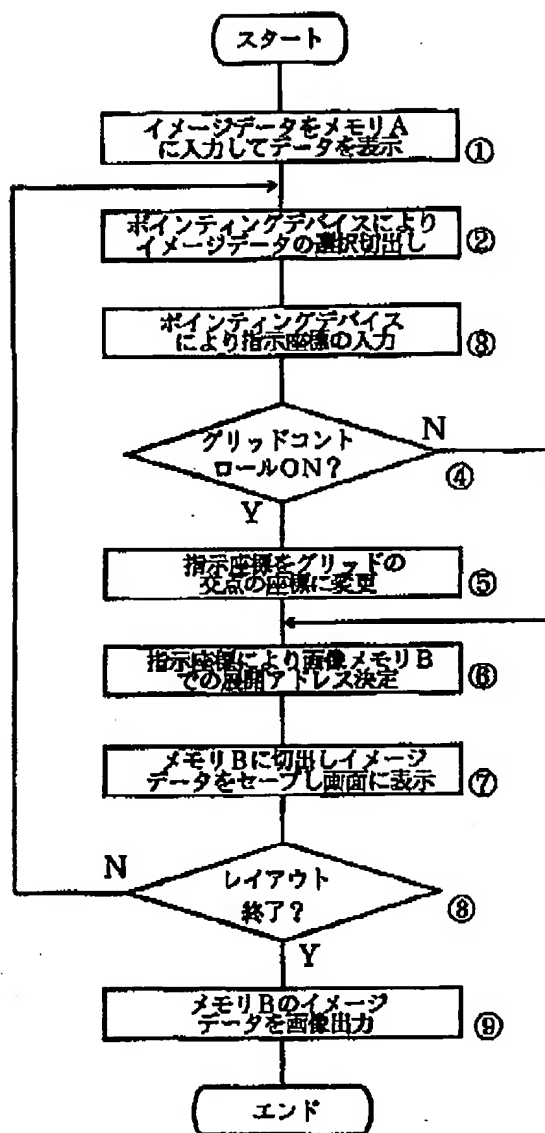 スタート
イメージデータをメモリA
に入力してデータを表示
①
ポインティングデバイスにより
イメージデータの選択切出し
②
ポインティングデバイス
により指示座標の入力
③
グリッドコント
ロールON?
N
④
Y
指示座標をグリッドの
交点の座標に変更
⑤
指示座標により画像メモリB
での展開アドレス決定
⑥
メモリBに切出しイメージ
データをセーブし画面に表示
⑦
N
レイアウト
終了?
⑧
Y
メモリBのイメージ
データを画像出力
⑨
エンド